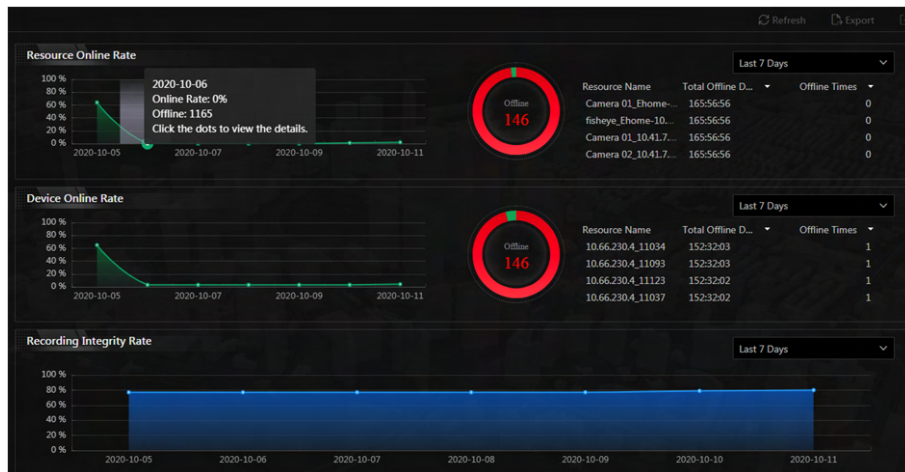 Refresh Export
Resource Online Rate
Last 7 Days
100 %
80 %
60 %
40 %
20 %
0 %
2020-10-05 2020-10-07 2020-10-09 2020-10-11
2020-10-06
Online Rate: 0%
Offline: 1165
Click the dots to view the details.
Offline
146
Resource Name Total Offline D... Offline Times
Camera 01_Ehome-... 165:56:56 0
fisheye_Ehome-10.... 165:56:56 0
Camera 01_10.41.7... 165:56:56 0
Camera 02_10.41.7... 165:56:56 0
Device Online Rate
Last 7 Days
100 %
80 %
60 %
40 %
20 %
0 %
2020-10-05 2020-10-07 2020-10-09 2020-10-11
Offline
146
Resource Name Total Offline D... Offline Times
10.66.230.4_11034 152:32:03 1
10.66.230.4_11093 152:32:03 1
10.66.230.4_11123 152:32:02 1
10.66.230.4_11037 152:32:02 1
Recording Integrity Rate
Last 7 Days
100 %
80 %
60 %
40 %
20 %
0 %
2020-10-05 2020-10-06 2020-10-07 2020-10-08 2020-10-09 2020-10-10 2020-10-11